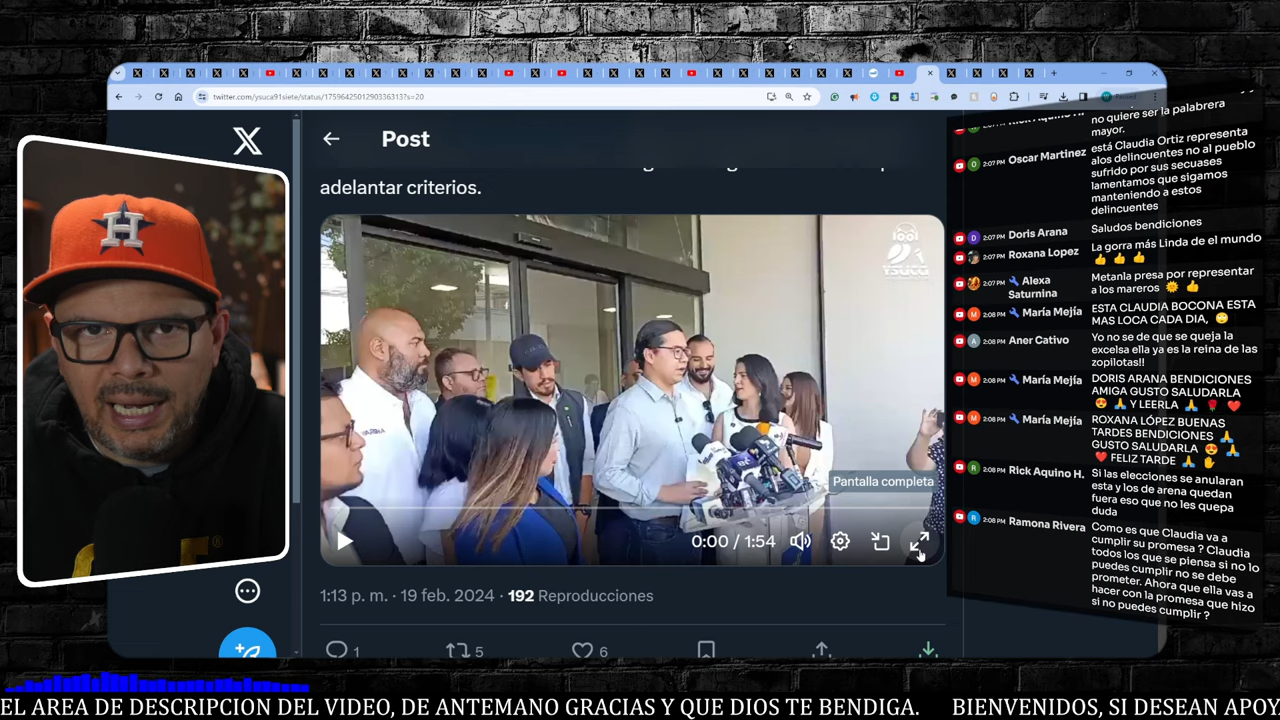 twitter.com/ysuca91siete/status/1759642501290336313?s=20
Post
adelantar criterios.
YSUCA
Pantalla completa
0:00 / 1:54
1:13 p. m. · 19 feb. 2024 · 192 Reproducciones
1
5
6
H
no quiere ser la palabrera
mayor.
2:07 PM Oscar Martinez
está Claudia Ortiz representa
alos delincuentes no al pueblo
sufrido por sus secuases
lamentamos que sigamos
manteniendo a estos
delincuentes
D 2:07 PM Doris Arana
Saludos bendiciones
2:07 PM Roxana Lopez
La gorra más Linda de el mundo
👍 👍 👍
2:07 PM 🔧 Alexa
Saturnina
Metanla presa por representar
a los mareros 🌞 👍
M 2:08 PM 🔧 María Mejía
ESTA CLAUDIA BOCONA ESTA
MAS LOCA CADA DIA, 🙄
A 2:08 PM Aner Cativo
Yo no se de que se queja la
excelsa ella ya es la reina de las
zopilotas!!
M 2:08 PM 🔧 María Mejía
DORIS ARANA BENDICIONES
AMIGA GUSTO SALUDARLA
😍 🙏 Y LEERLA 🙏 🌹 ❤️
M 2:08 PM 🔧 María Mejía
ROXANA LÓPEZ BUENAS
TARDES BENDICIONES 🙏
GUSTO SALUDARLA 😍 🙏
❤️ FELIZ TARDE 🙏 ✋
R 2:08 PM Rick Aquino H.
Si las elecciones se anularan
esta y los de arena quedan
fuera eso que no les quepa
duda
R 2:08 PM Ramona Rivera
Como es que Claudia va a
cumplir su promesa ? Claudia
todos los que se piensa si no lo
puedes cumplir no se debe
prometer. Ahora que ella vas a
hacer con la promesa que hizo
si no puedes cumplir ?
EL AREA DE DESCRIPCION DEL VIDEO, DE ANTEMANO GRACIAS Y QUE DIOS TE BENDIGA. BIENVENIDOS, SI DESEAN APOY